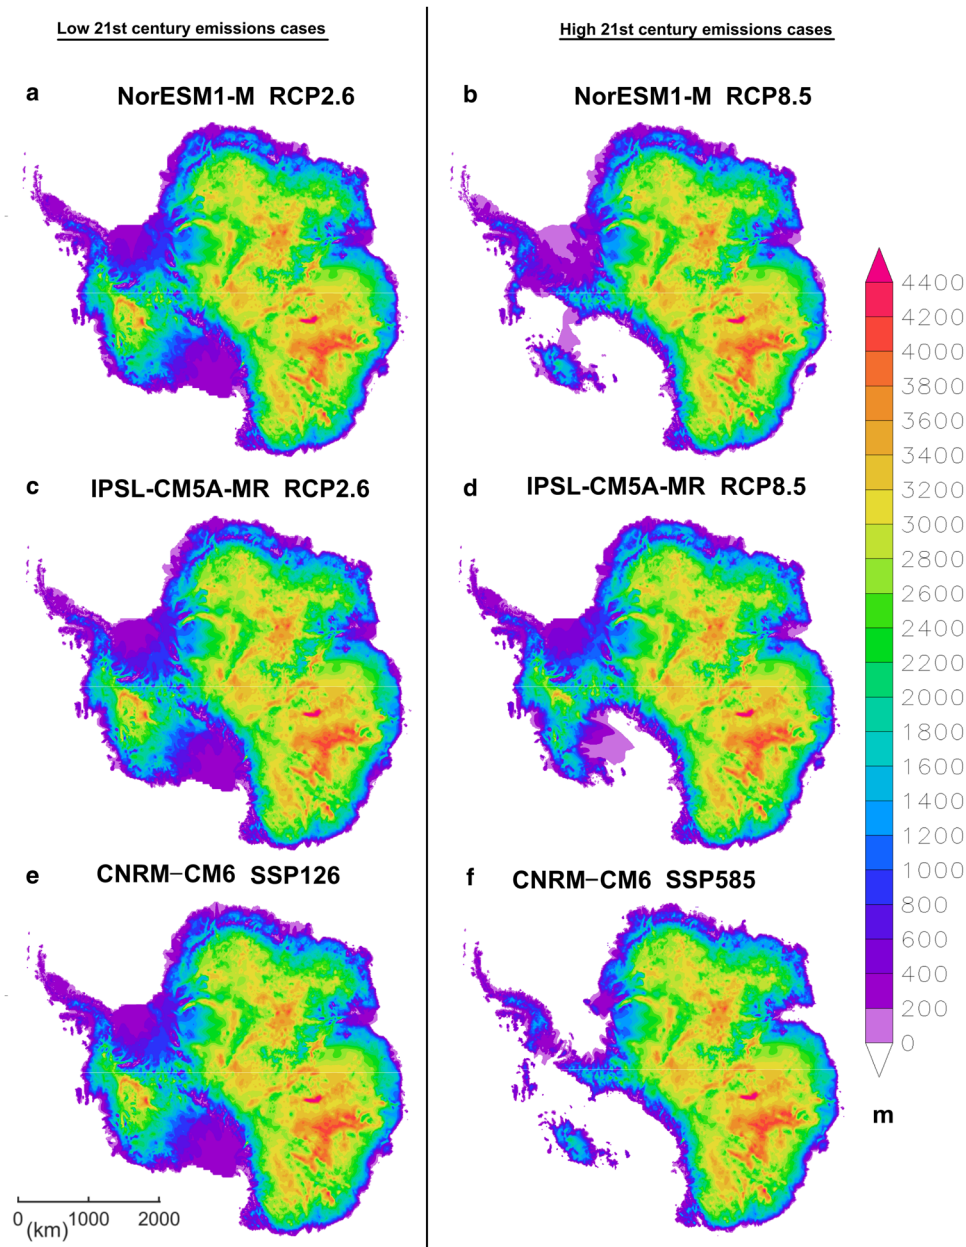 Low 21st century emissions cases
High 21st century emissions cases
a
NorESM1-M RCP2.6
b
NorESM1-M RCP8.5
c
IPSL-CM5A-MR RCP2.6
d
IPSL-CM5A-MR RCP8.5
e
CNRM−CM6 SSP126
f
CNRM−CM6 SSP585
4400
4200
4000
3800
3600
3400
3200
3000
2800
2600
2400
2200
2000
1800
1600
1400
1200
1000
800
600
400
200
0
m
0 1000 2000
(km)